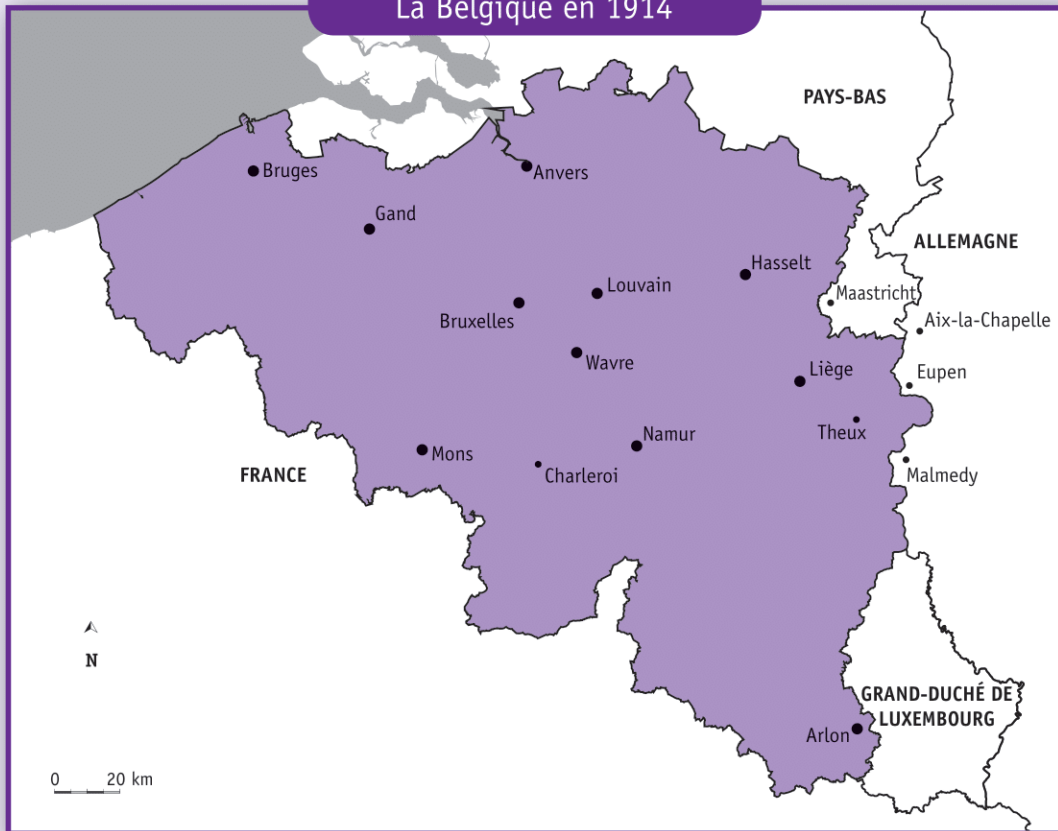 La Belgique en 1914
PAYS-BAS
Bruges
Anvers
Gand
ALLEMAGNE
Hasselt
Louvain
Maastricht
Bruxelles
Aix-la-Chapelle
Wavre
Liège
Eupen
Theux
Namur
Mons
Charleroi
FRANCE
Malmedy
N
GRAND-DUCHÉ DE
LUXEMBOURG
Arlon
0 20 km